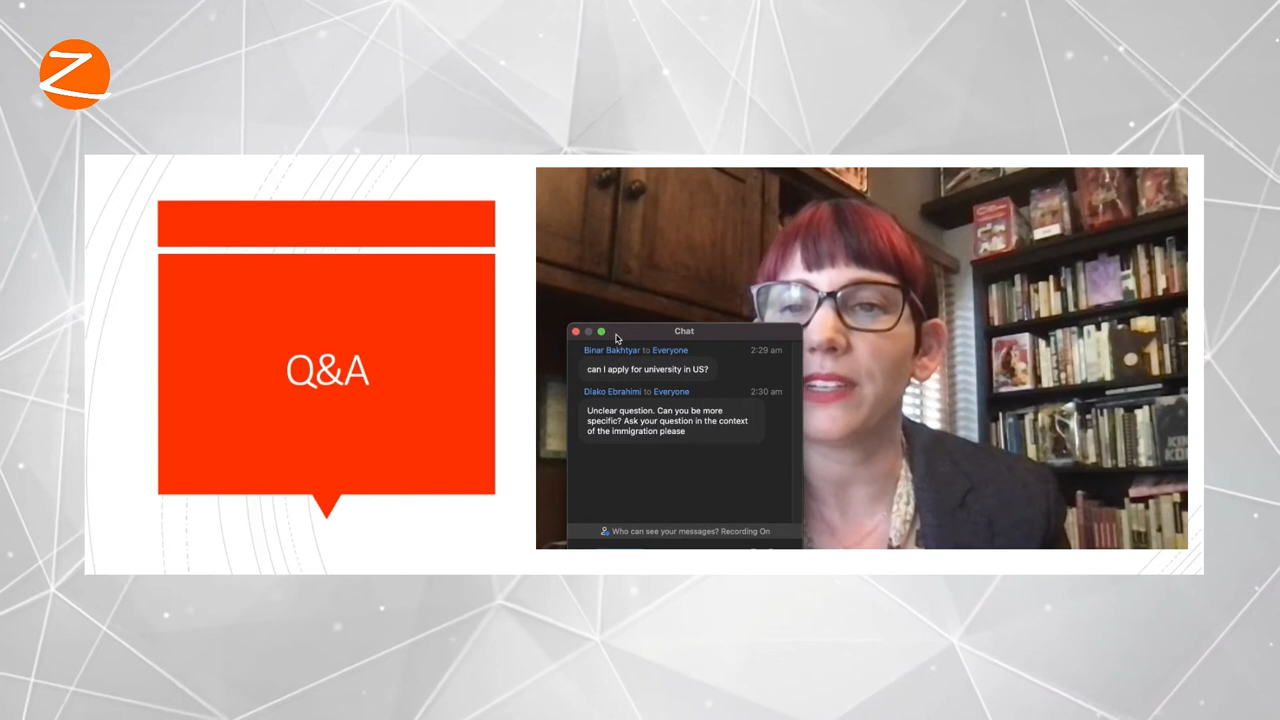 Z
Q&A
Chat
Binar Bakhtyar to Everyone 2:29 am
can I apply for university in US?
Diako Ebrahimi to Everyone 2:30 am
Unclear question. Can you be more
specific? Ask your question in the context
of the immigration please
Who can see your messages? Recording On